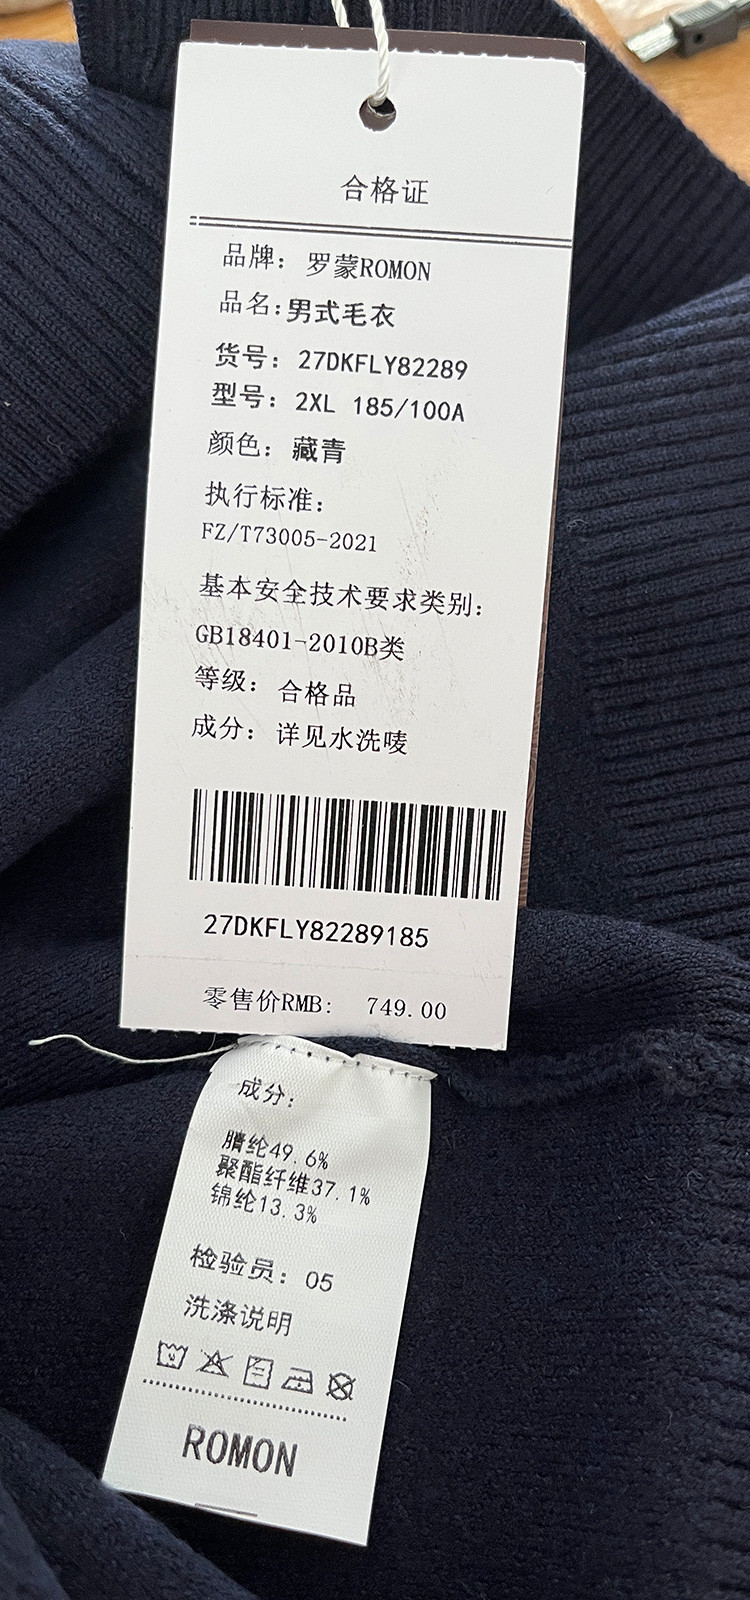 合格证
品牌: 罗蒙ROMON
品名:男式毛衣
货号: 27DKFLY82289
型号: 2XL 185/100A
颜色: 藏青
执行标准:
FZ/T73005-2021
基本安全技术要求类别:
GB18401-2010B类
等级: 合格品
成分: 详见水洗唛
27DKFLY82289185
零售价RMB: 749.00
成分:
腈纶49.6%
聚酯纤维37.1%
锦纶13.3%
检验员: 05
洗涤说明
ROMON